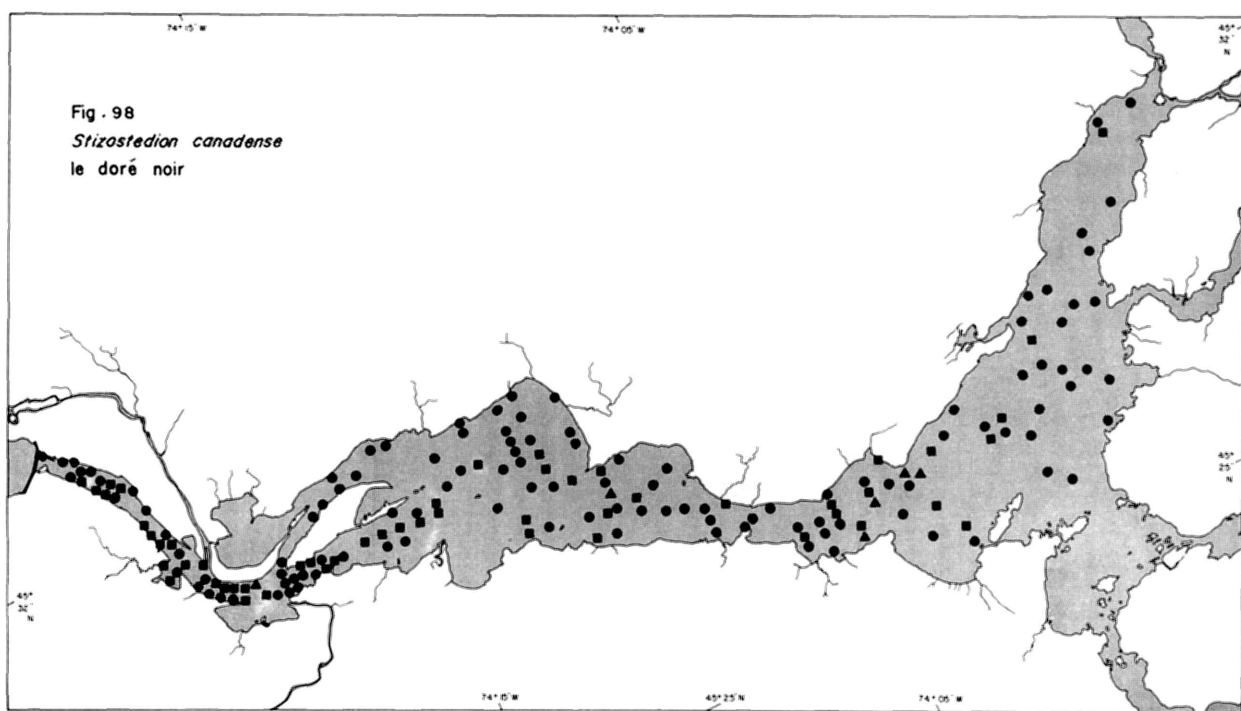 74° 15' W
74° 05' W
45°
32'
N
Fig. 98
Stizostedion canadense
le doré noir
45°
25'
N
45°
32'
N
74° 15' W
45° 25' N
74° 05' W